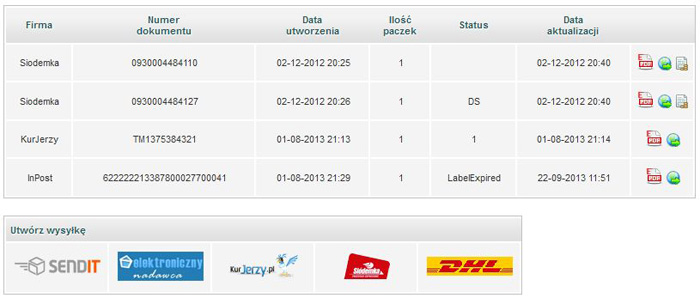 Firma Numer dokumentu Data utworzenia Ilość paczek Status Data aktualizacji
Siodemka 0930004484110 02-12-2012 20:25 1 02-12-2012 20:40 PDF
Siodemka 0930004484127 02-12-2012 20:26 1 DS 02-12-2012 20:40 PDF
KurJerzy TM1375384321 01-08-2013 21:13 1 1 01-08-2013 21:14 PDF
InPost 622222213387800027700041 01-08-2013 21:29 1 LabelExpired 22-09-2013 11:51 PDF
Utwórz wysyłkę
SENDIT elektroniczny nadawca KurJerzy.pl Siódemka DHL